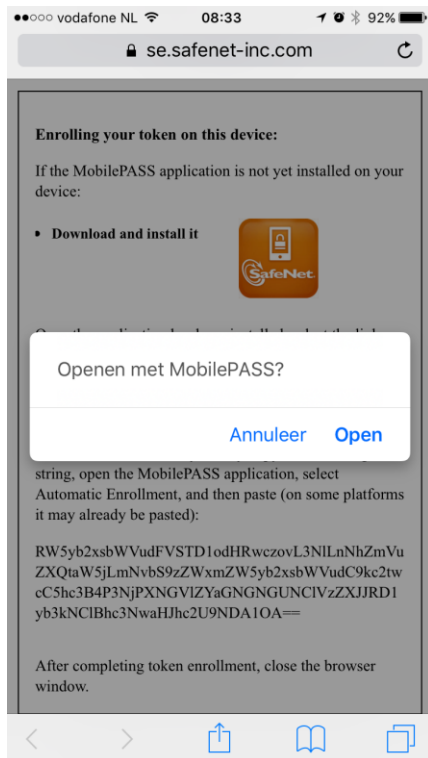 vodafone NL 08:33 92%
se.safenet-inc.com
Enrolling your token on this device:
If the MobilePASS application is not yet installed on your
device:
Download and install it
SafeNet.
Openen met MobilePASS?
Annuleer Open
string, open the MobilePASS application, select
Automatic Enrollment, and then paste (on some platforms
it may already be pasted):
RW5yb2xsbWVudFVSTD1odHRwczovL3NlLnNhZmVu
ZXQtaW5jLmNvbS9zZWxmZW5yb2xsbWVudC9kc2tw
cC5hc3B4P3NjPXNGVlZYaGNGNGUNClVzZXJJRD1
yb3kNClBhc3NwaHJhc2U9NDA1OA==
After completing token enrollment, close the browser
window.